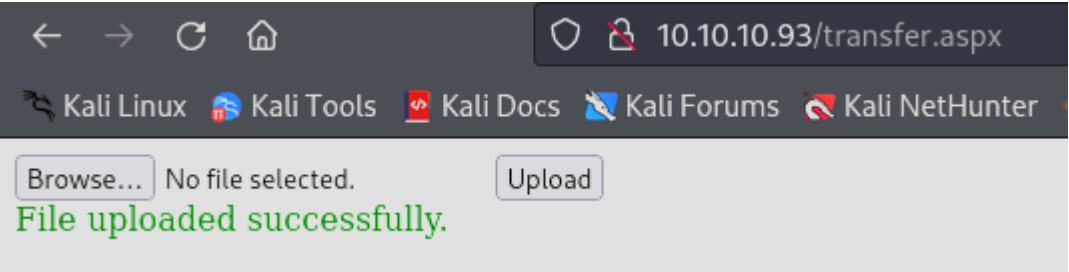 10.10.10.93/transfer.aspx
Kali Linux Kali Tools Kali Docs Kali Forums Kali NetHunter
Browse... No file selected. Upload
File uploaded successfully.